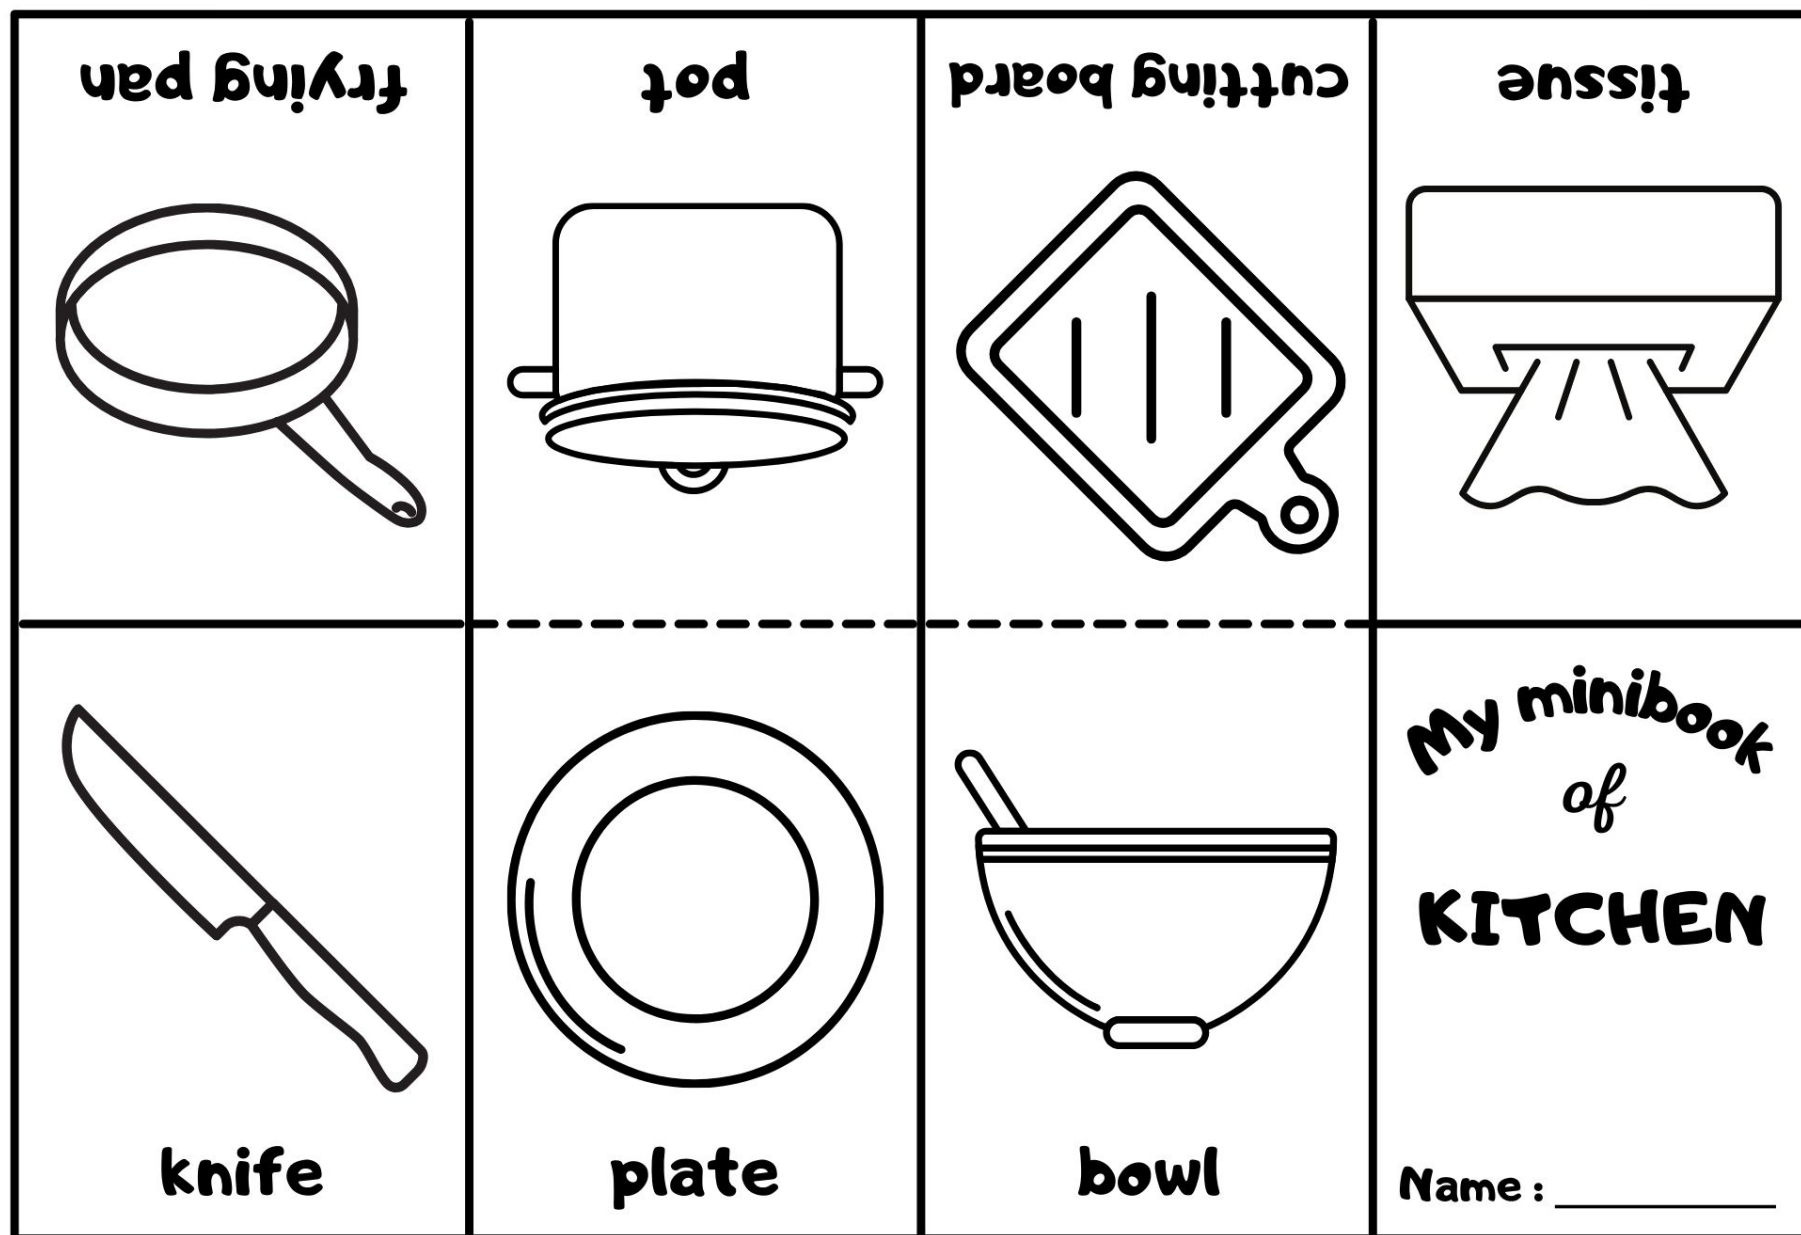 frying pan
pot
cutting board
tissue
knife
plate
bowl
My minibook
of
KITCHEN
Name :